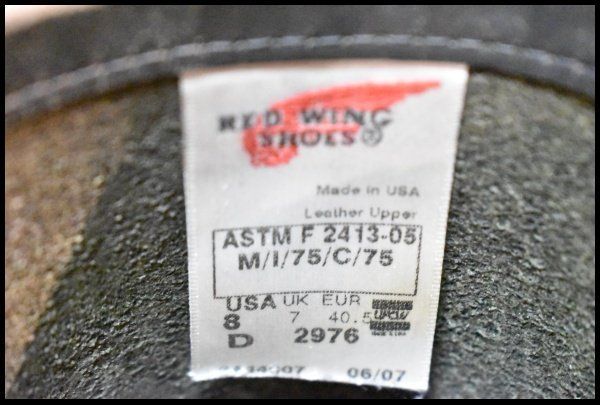 RED WING
SHOES®
Made in USA
Leather Upper
ASTM F 2413-05
M/I/75/C/75
USA UK EUR
8 7 40.5 UFCW
D 2976
06/07